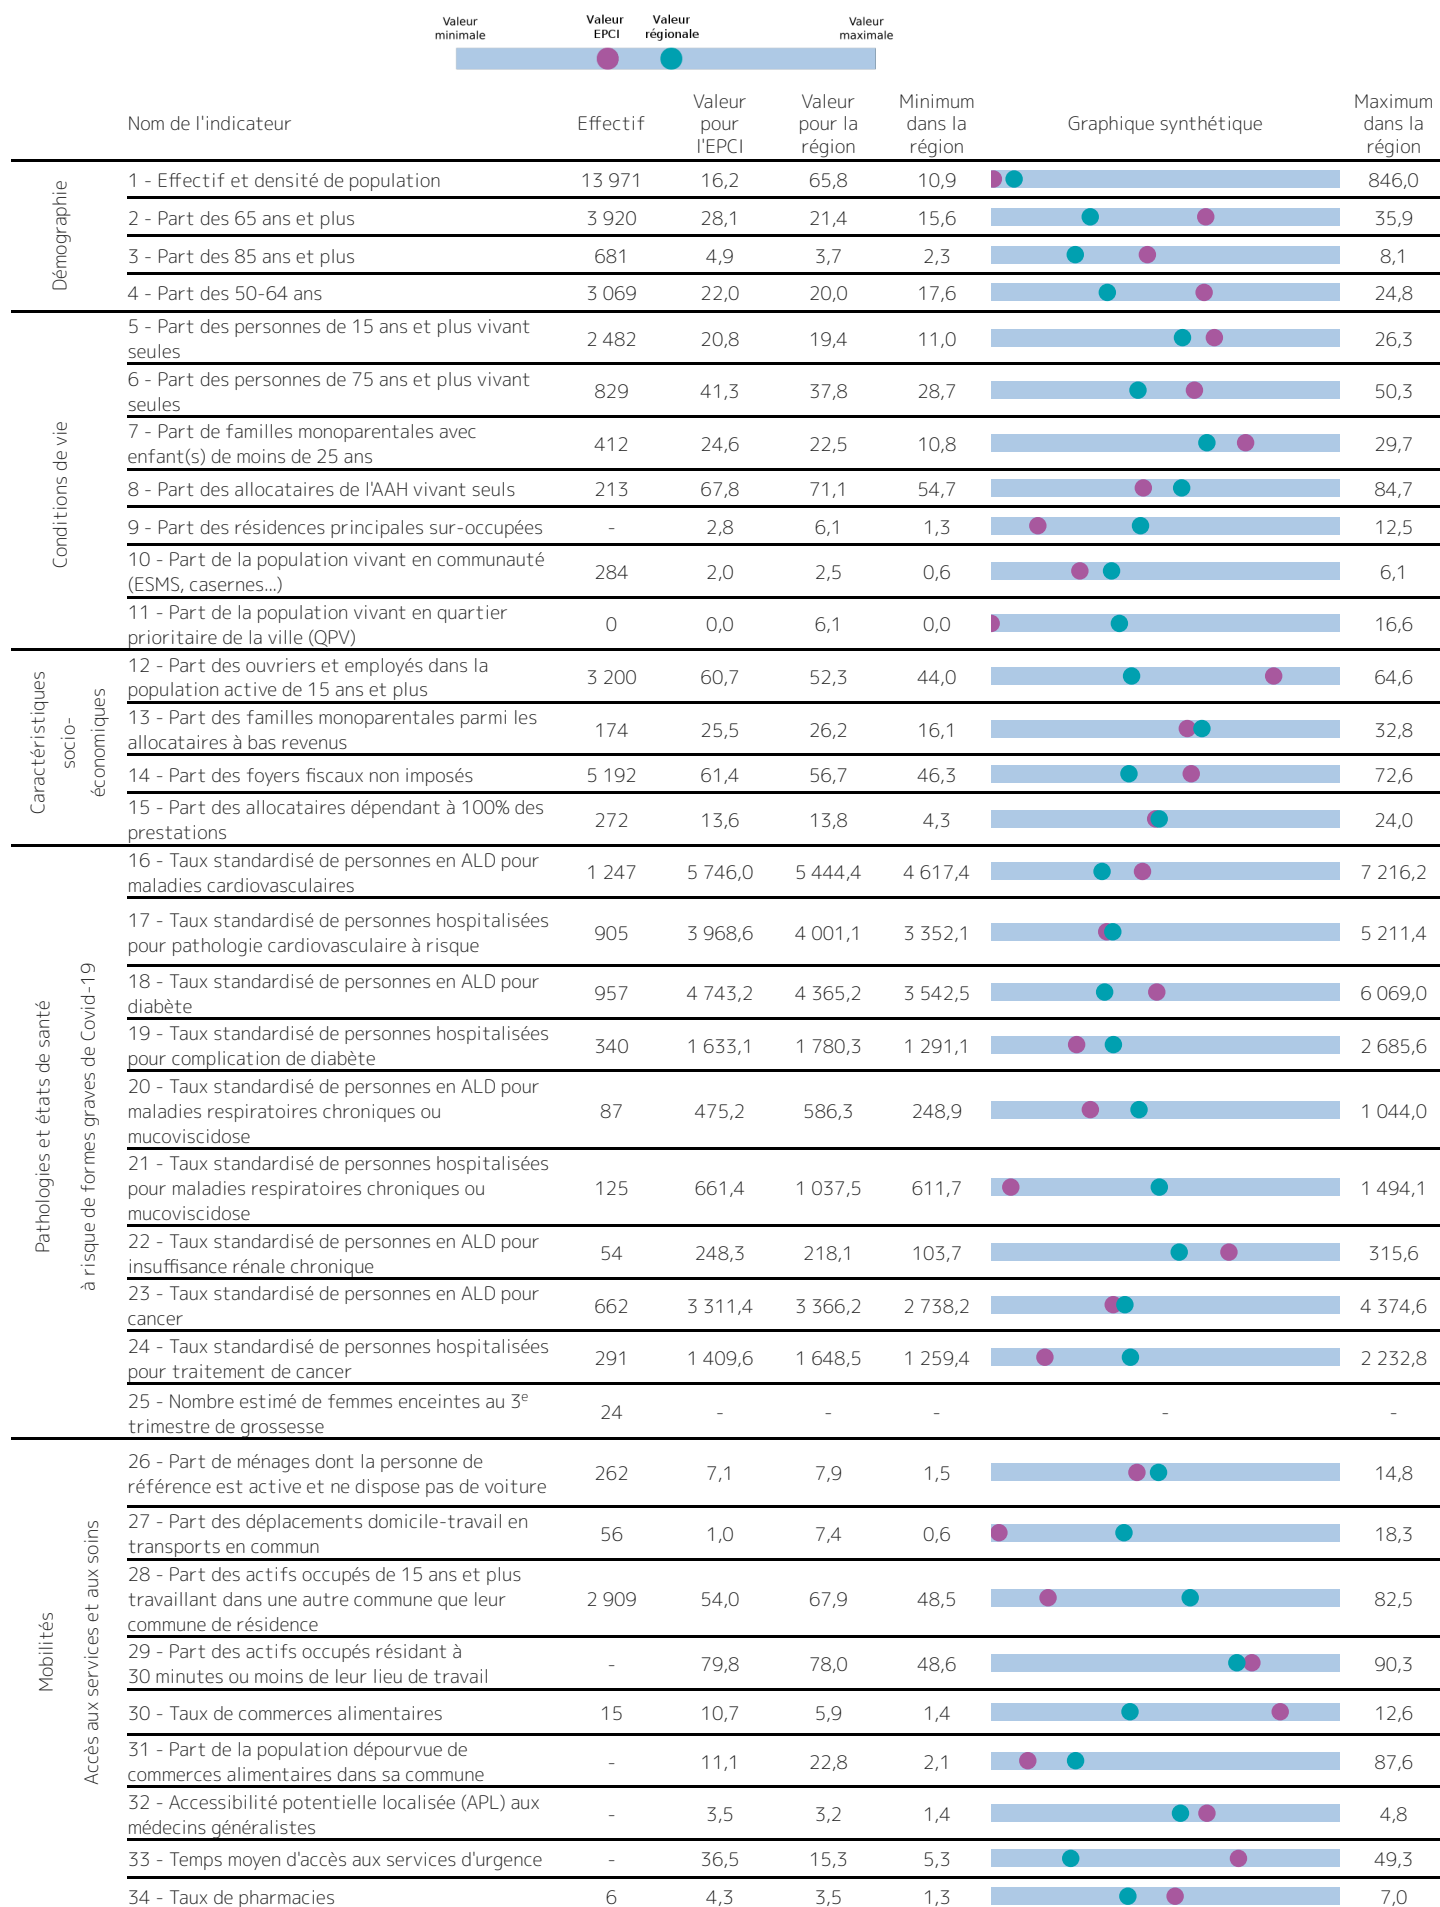 Valeur
minimale
Valeur
EPCI
Valeur
régionale
Valeur
maximale
Nom de l'indicateur
Effectif
Valeur
pour
l'EPCI
Valeur
pour la
région
Minimum
dans la
région
Graphique synthétique
Maximum
dans la
région
Démographie
1 - Effectif et densité de population 13 971 16,2 65,8 10,9 846,0
2 - Part des 65 ans et plus 3 920 28,1 21,4 15,6 35,9
3 - Part des 85 ans et plus 681 4,9 3,7 2,3 8,1
4 - Part des 50-64 ans 3 069 22,0 20,0 17,6 24,8
Conditions de vie
5 - Part des personnes de 15 ans et plus vivant
seules
2 482 20,8 19,4 11,0 26,3
6 - Part des personnes de 75 ans et plus vivant
seules
829 41,3 37,8 28,7 50,3
7 - Part de familles monoparentales avec
enfant(s) de moins de 25 ans
412 24,6 22,5 10,8 29,7
8 - Part des allocataires de l'AAH vivant seuls 213 67,8 71,1 54,7 84,7
9 - Part des résidences principales sur-occupées - 2,8 6,1 1,3 12,5
10 - Part de la population vivant en communauté
(ESMS, casernes...)
284 2,0 2,5 0,6 6,1
11 - Part de la population vivant en quartier
prioritaire de la ville (QPV)
0 0,0 6,1 0,0 16,6
Caractéristiques
socio-
économiques
12 - Part des ouvriers et employés dans la
population active de 15 ans et plus
3 200 60,7 52,3 44,0 64,6
13 - Part des familles monoparentales parmi les
allocataires à bas revenus
174 25,5 26,2 16,1 32,8
14 - Part des foyers fiscaux non imposés 5 192 61,4 56,7 46,3 72,6
15 - Part des allocataires dépendant à 100% des
prestations
272 13,6 13,8 4,3 24,0
Pathologies et états de santé
à risque de formes graves de Covid-19
16 - Taux standardisé de personnes en ALD pour
maladies cardiovasculaires
1 247 5 746,0 5 444,4 4 617,4 7 216,2
17 - Taux standardisé de personnes hospitalisées
pour pathologie cardiovasculaire à risque
905 3 968,6 4 001,1 3 352,1 5 211,4
18 - Taux standardisé de personnes en ALD pour
diabète
957 4 743,2 4 365,2 3 542,5 6 069,0
19 - Taux standardisé de personnes hospitalisées
pour complication de diabète
340 1 633,1 1 780,3 1 291,1 2 685,6
20 - Taux standardisé de personnes en ALD pour
maladies respiratoires chroniques ou
mucoviscidose
87 475,2 586,3 248,9 1 044,0
21 - Taux standardisé de personnes hospitalisées
pour maladies respiratoires chroniques ou
mucoviscidose
125 661,4 1 037,5 611,7 1 494,1
22 - Taux standardisé de personnes en ALD pour
insuffisance rénale chronique
54 248,3 218,1 103,7 315,6
23 - Taux standardisé de personnes en ALD pour
cancer
662 3 311,4 3 366,2 2 738,2 4 374,6
24 - Taux standardisé de personnes hospitalisées
pour traitement de cancer
291 1 409,6 1 648,5 1 259,4 2 232,8
25 - Nombre estimé de femmes enceintes au 3e
trimestre de grossesse
24 - - - - -
Mobilités
Accès aux services et aux soins
26 - Part de ménages dont la personne de
référence est active et ne dispose pas de voiture
262 7,1 7,9 1,5 14,8
27 - Part des déplacements domicile-travail en
transports en commun
56 1,0 7,4 0,6 18,3
28 - Part des actifs occupés de 15 ans et plus
travaillant dans une autre commune que leur
commune de résidence
2 909 54,0 67,9 48,5 82,5
29 - Part des actifs occupés résidant à
30 minutes ou moins de leur lieu de travail
- 79,8 78,0 48,6 90,3
30 - Taux de commerces alimentaires 15 10,7 5,9 1,4 12,6
31 - Part de la population dépourvue de
commerces alimentaires dans sa commune
- 11,1 22,8 2,1 87,6
32 - Accessibilité potentielle localisée (APL) aux
médecins généralistes
- 3,5 3,2 1,4 4,8
33 - Temps moyen d'accès aux services d'urgence - 36,5 15,3 5,3 49,3
34 - Taux de pharmacies 6 4,3 3,5 1,3 7,0